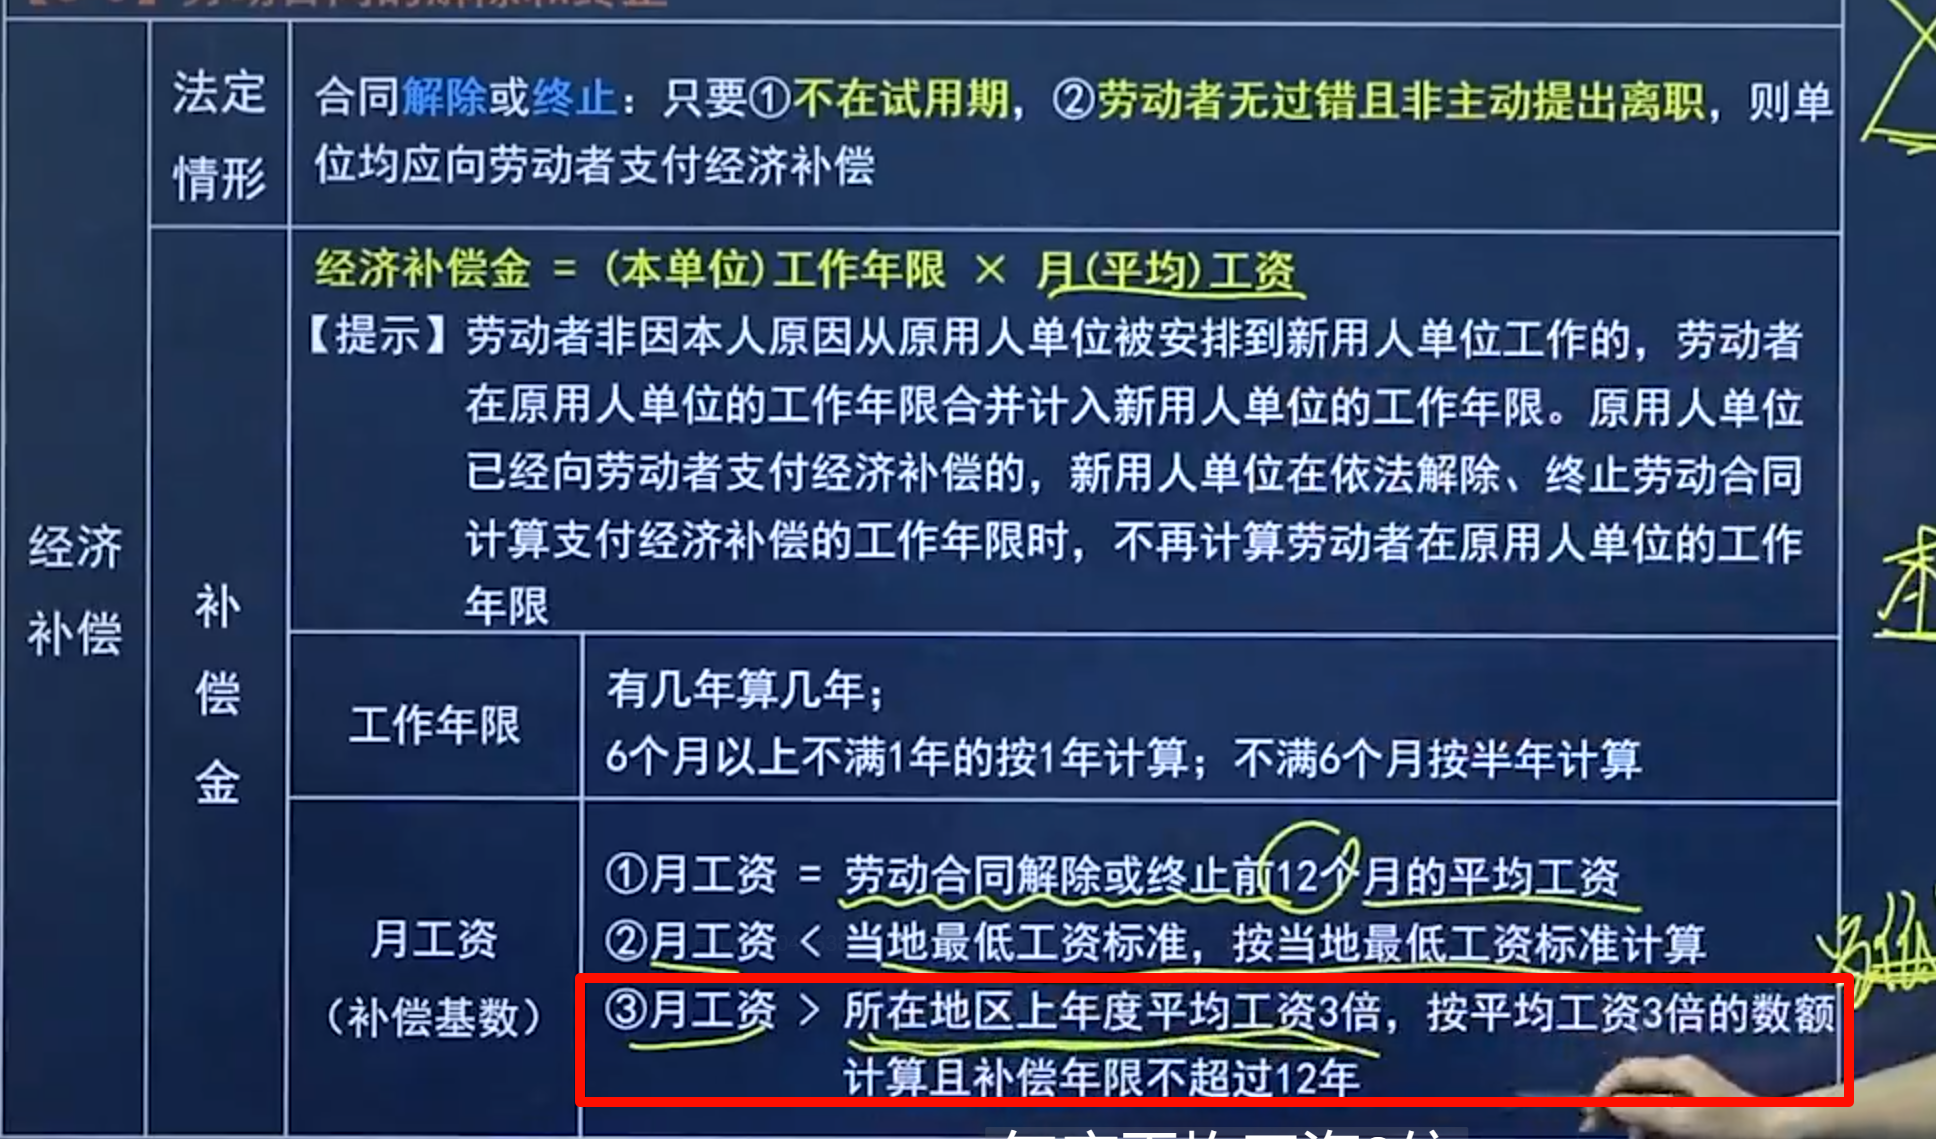 法定
情形
合同解除或终止：只要①不在试用期，②劳动者无过错且非主动提出离职，则单
位均应向劳动者支付经济补偿
经济
补偿
补
偿
金
经济补偿金 = (本单位)工作年限 × 月(平均)工资
【提示】劳动者非因本人原因从原用人单位被安排到新用人单位工作的，劳动者
在原用人单位的工作年限合并计入新用人单位的工作年限。原用人单位
已经向劳动者支付经济补偿的，新用人单位在依法解除、终止劳动合同
计算支付经济补偿的工作年限时，不再计算劳动者在原用人单位的工作
年限
工作年限
有几年算几年；
6个月以上不满1年的按1年计算；不满6个月按半年计算
月工资
（补偿基数）
①月工资 = 劳动合同解除或终止前12个月的平均工资
②月工资 < 当地最低工资标准，按当地最低工资标准计算
③月工资 > 所在地区上年度平均工资3倍，按平均工资3倍的数额
计算且补偿年限不超过12年